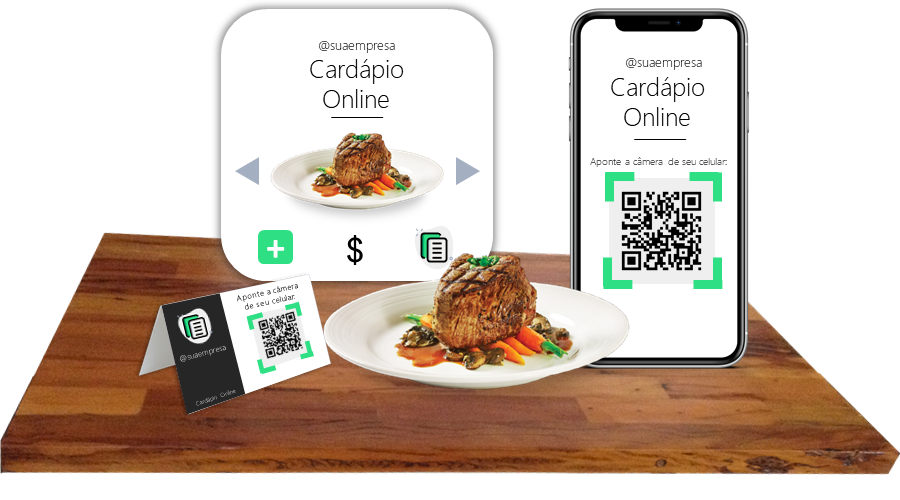 @suaempresa
Cardápio
Online
$
@suaempresa
Cardápio
Online
Aponte a câmera de seu celular:
Aponte a câmera
de seu celular:
@suaempresa
Cardápio Online